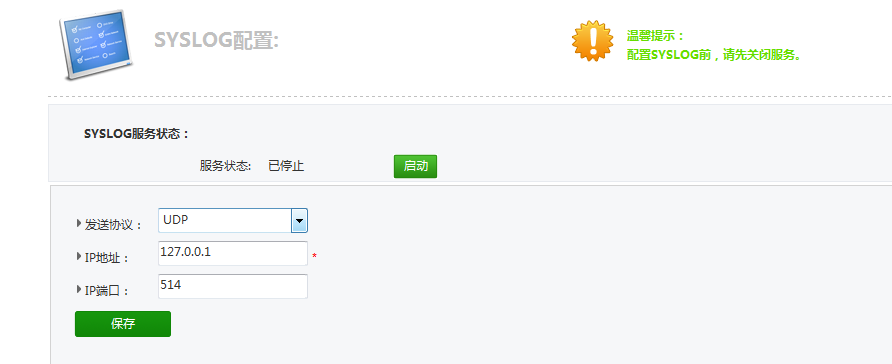 SYSLOG配置:
温馨提示：
配置SYSLOG前，请先关闭服务。
SYSLOG服务状态：
服务状态: 已停止 启动
发送协议： UDP
IP地址： 127.0.0.1 *
IP端口： 514
保存